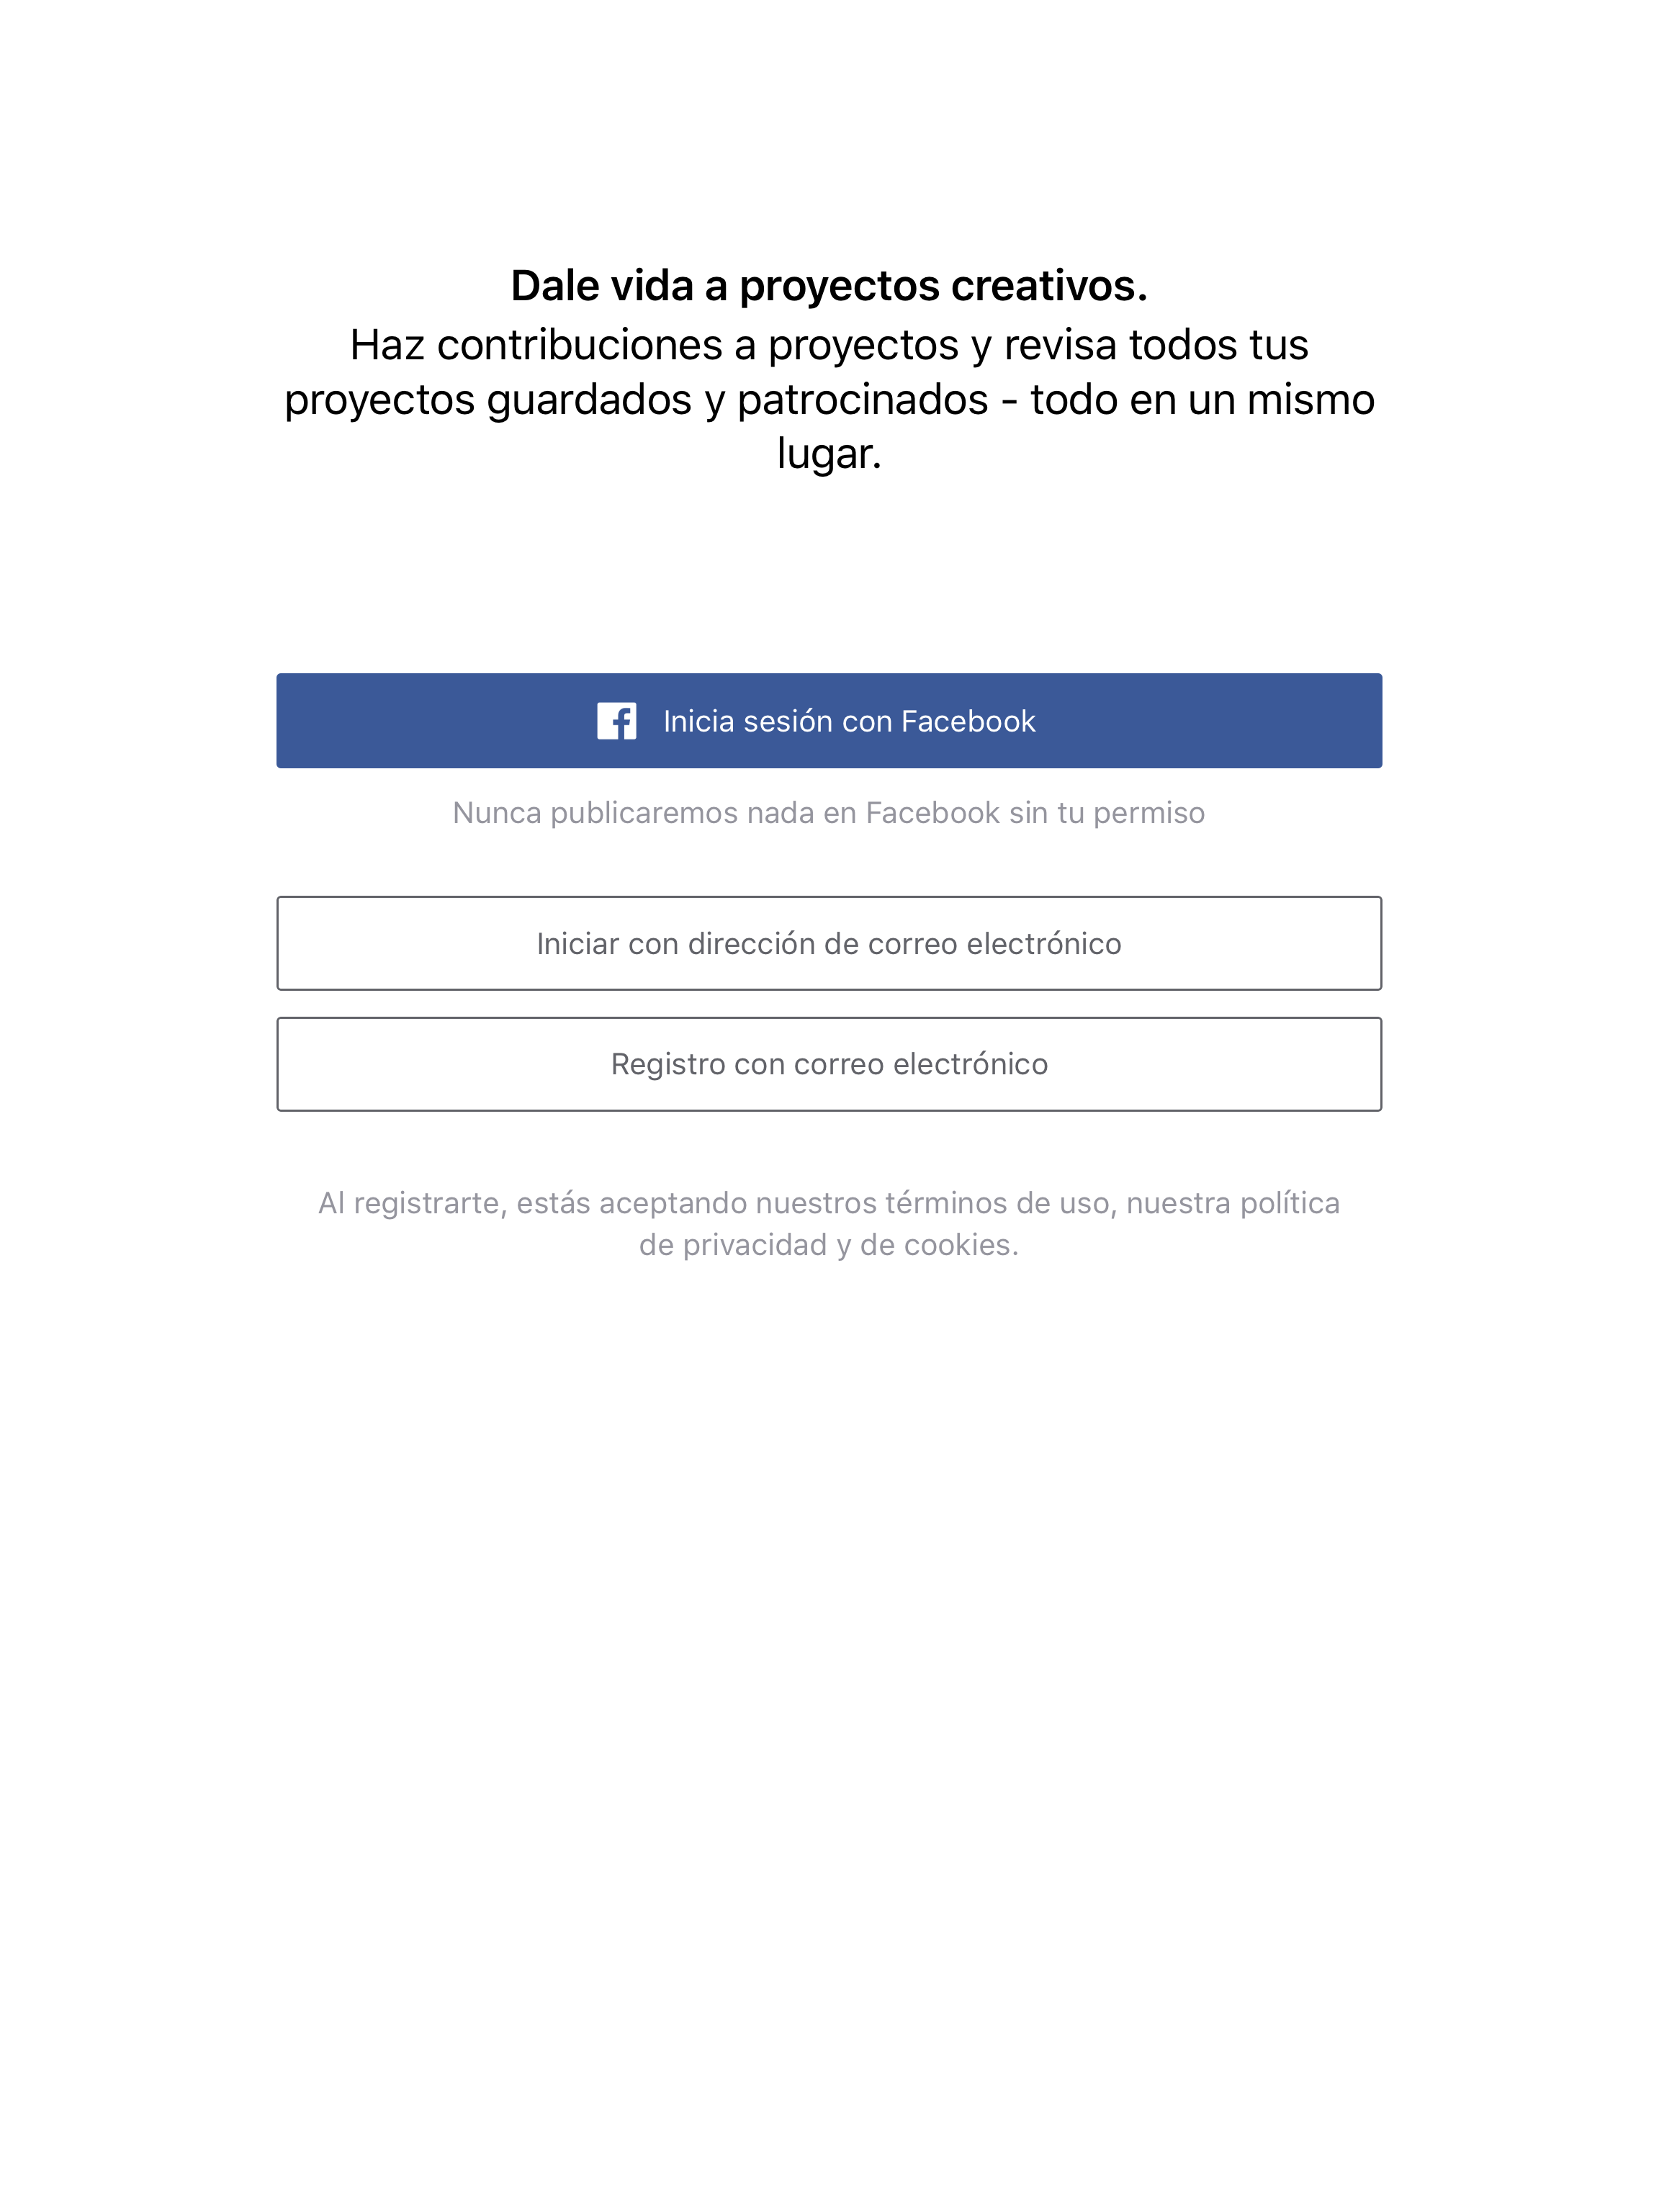 Dale vida a proyectos creativos.
Haz contribuciones a proyectos y revisa todos tus
proyectos guardados y patrocinados - todo en un mismo
lugar.
Inicia sesión con Facebook
Nunca publicaremos nada en Facebook sin tu permiso
Iniciar con dirección de correo electrónico
Registro con correo electrónico
Al registrarte, estás aceptando nuestros términos de uso, nuestra política
de privacidad y de cookies.